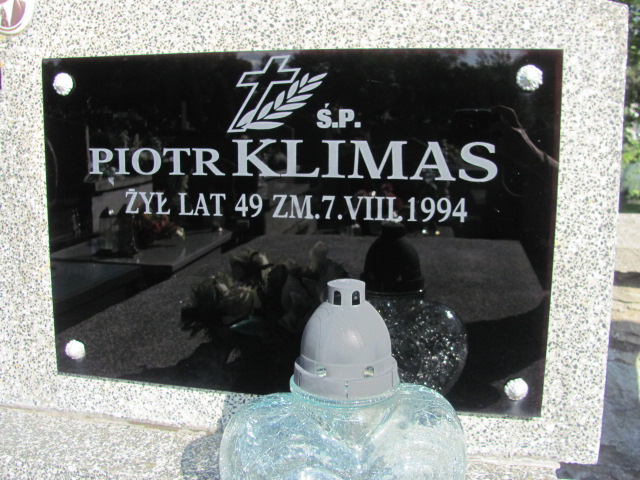 Ś.P.
PIOTR KLIMAS
ŻYŁ LAT 49 ZM.7.VIII.1994